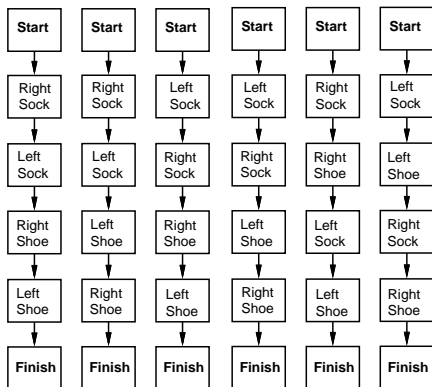 Start Start Start Start Start Start
Right Right Left Left Right Left
Sock Sock Sock Sock Sock Sock
Left Left Right Right Right Left
Sock Sock Sock Sock Shoe Shoe
Right Left Right Left Left Right
Shoe Shoe Shoe Shoe Sock Sock
Left Right Left Right Left Right
Shoe Shoe Shoe Shoe Shoe Shoe
Finish Finish Finish Finish Finish Finish